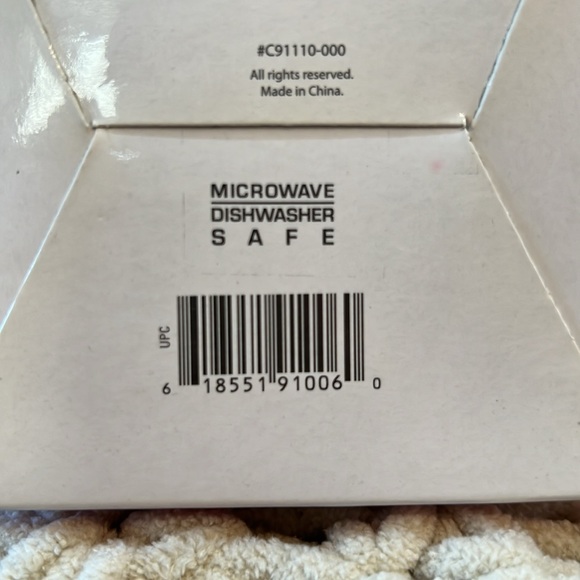 #C91110-000
All rights reserved.
Made in China.
MICROWAVE
DISHWASHER
SAFE
UPC
6 18551 91006 0